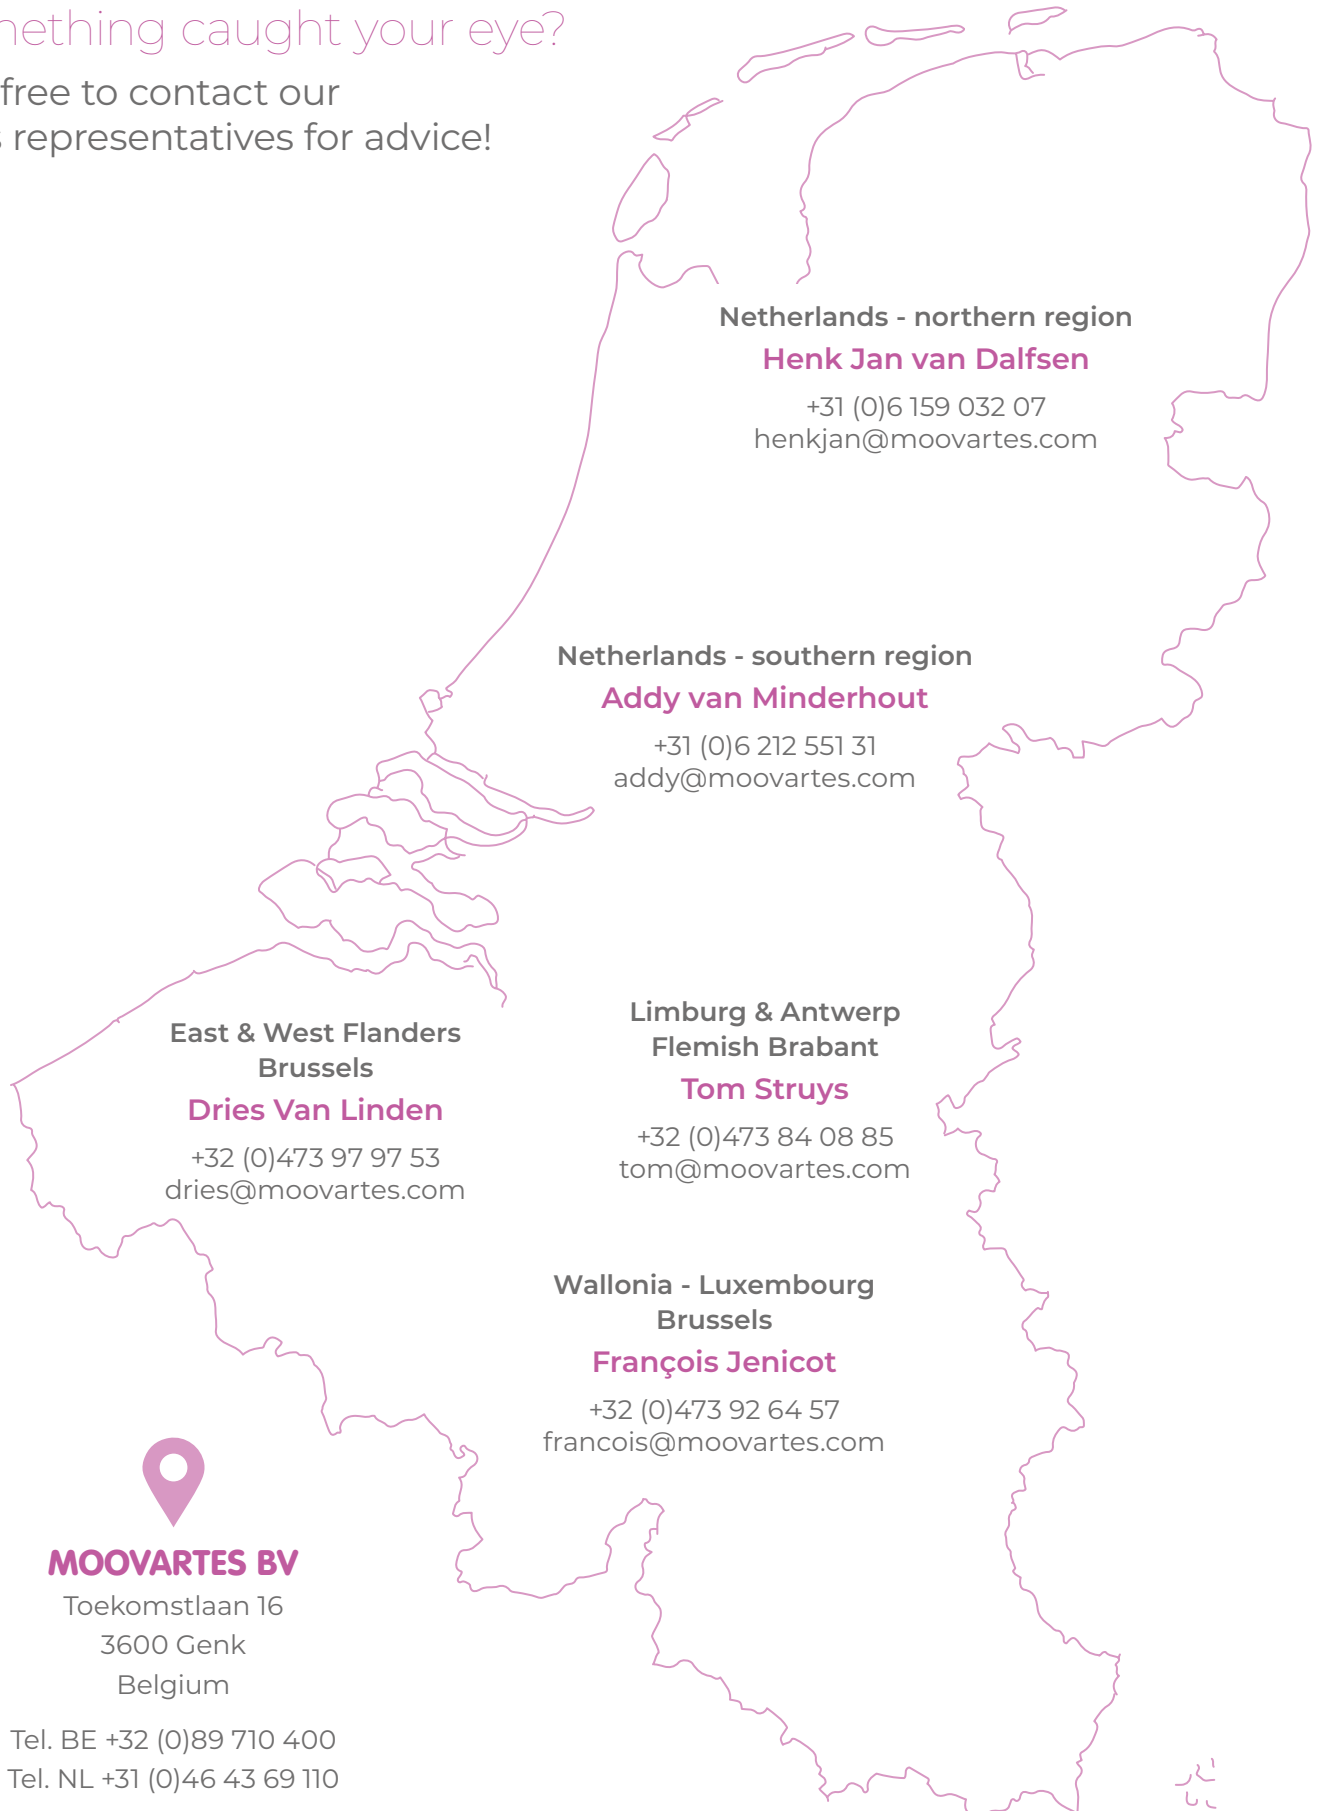 mething caught your eye?
free to contact our
s representatives for advice!
Netherlands - northern region
Henk Jan van Dalfsen
+31 (0)6 159 032 07
henkjan@moovartes.com
Netherlands - southern region
Addy van Minderhout
+31 (0)6 212 551 31
addy@moovartes.com
East & West Flanders
Brussels
Dries Van Linden
+32 (0)473 97 97 53
dries@moovartes.com
Limburg & Antwerp
Flemish Brabant
Tom Struys
+32 (0)473 84 08 85
tom@moovartes.com
Wallonia - Luxembourg
Brussels
François Jenicot
+32 (0)473 92 64 57
francois@moovartes.com
MOOVARTES BV
Toekomstlaan 16
3600 Genk
Belgium
Tel. BE +32 (0)89 710 400
Tel. NL +31 (0)46 43 69 110